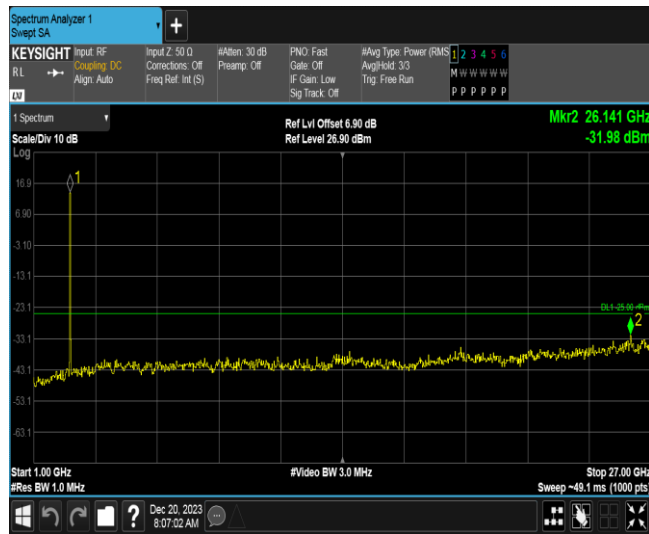 Spectrum Analyzer 1
Swept SA
+
KEYSIGHT
RL
LXI
Input: RF
Coupling: DC
Align: Auto
Input Z: 50 Ω
Corrections: Off
Freq Ref: Int (S)
#Atten: 30 dB
Preamp: Off
PNO: Fast
Gate: Off
IF Gain: Low
Sig Track: Off
#Avg Type: Power (RMS
Avg|Hold: 3/3
Trig: Free Run
1 2 3 4 5 6
M W W W W W
P P P P P P
1 Spectrum
Scale/Div 10 dB
Log
Ref Lvl Offset 6.90 dB
Ref Level 26.90 dBm
Mkr2 26.141 GHz
-31.98 dBm
1
16.9
6.90
-3.10
-13.1
-23.1
DL1 -25.00 dBm
2
-33.1
-43.1
-53.1
-63.1
Start 1.00 GHz
#Res BW 1.0 MHz
#Video BW 3.0 MHz
Stop 27.00 GHz
Sweep ~49.1 ms (1000 pts)
?
Dec 20, 2023
8:07:02 AM